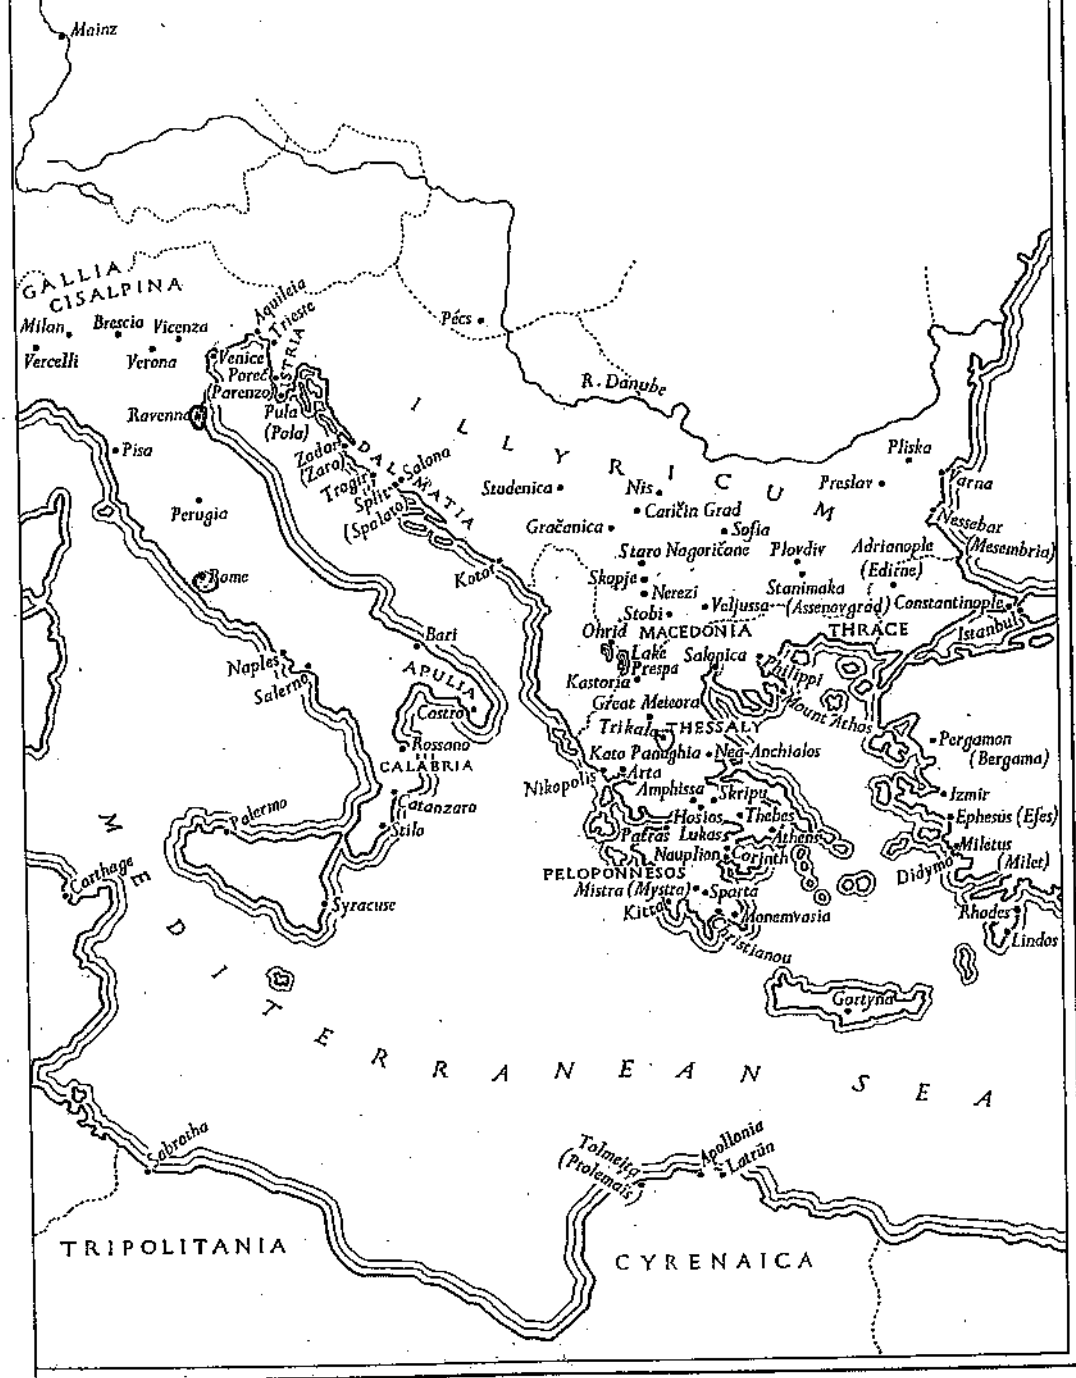 Mainz
GALLIA
CISALPINA
Milan
Brescia
Vicenza
Vercelli
Verona
Aquileia
Trieste
ISTRIA
Venice
Poreč
(Parenzo)
Pula
(Pola)
Ravenna
Pisa
Perugia
Rome
Pécs
R. Danube
ILLYRICUM
Zadar
(Zara)
DALMATIA
Trogir
Salona
Split
(Spalato)
Kotor
Studenica
Nis
Caričin Grad
Gračanica
Sofia
Pliska
Preslav
Varna
Nessebar
(Mesembria)
Staro Nagoričane
Plovdiv
Adrianople
(Edirne)
Skopje
Nerezi
Stanimaka
(Assenovgrad)
Stobi
Valjussa
Constantinople
Istanbul
Ohrid
MACEDONIA
THRACE
Lake
Prespa
Salonica
Philippi
Kastoria
Mount Athos
Great Meteora
Trikala
THESSALY
Kato Panaghia
Nea-Anchialos
Pergamon
(Bergama)
Nikopolis
Arta
Amphissa
Skripu
Izmir
Hosios
Lukas
Thebes
Ephesus (Efes)
Patras
Athens
Nauplion
Corinth
Miletus
(Milet)
Didyma
PELOPONNESOS
Mistra (Mystra)
Sparta
Kitta
Monemvasia
Christianou
Rhodes
Lindos
Gortyna
Naples
Salerno
Bari
APULIA
Castro
Rossano
CALABRIA
Catanzaro
Stilo
Palermo
Syracuse
Carthage
MEDITERRANEAN SEA
Sabratha
Tolmeita
(Ptolemais)
Apollonia
Latrūn
TRIPOLITANIA
CYRENAICA